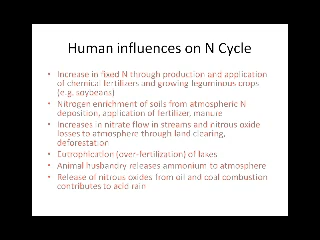 Human influences on N Cycle
• Increase in fixed N through production and application
of chemical fertilizers and growing leguminous crops
(e.g. soybeans)
• Nitrogen enrichment of soils from atmospheric N
deposition, application of fertilizer, manure
• Increases in nitrate flow in streams and nitrous oxide
losses to atmosphere through land clearing,
deforestation
• Eutrophication (over-fertilization) of lakes
• Animal husbandry releases ammonium to atmosphere
• Release of nitrous oxides from oil and coal combustion
contributes to acid rain